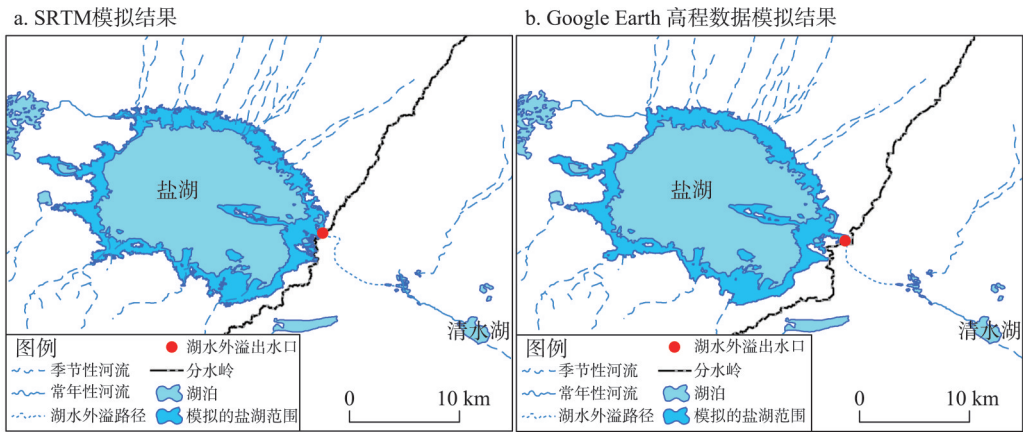 a. SRTM模拟结果
盐湖
清水湖
图例
湖水外溢出水口
季节性河流
分水岭
常年性河流
湖泊
湖水外溢路径
模拟的盐湖范围
0 10 km
b. Google Earth 高程数据模拟结果
盐湖
清水湖
图例
湖水外溢出水口
季节性河流
分水岭
常年性河流
湖泊
湖水外溢路径
模拟的盐湖范围
0 10 km